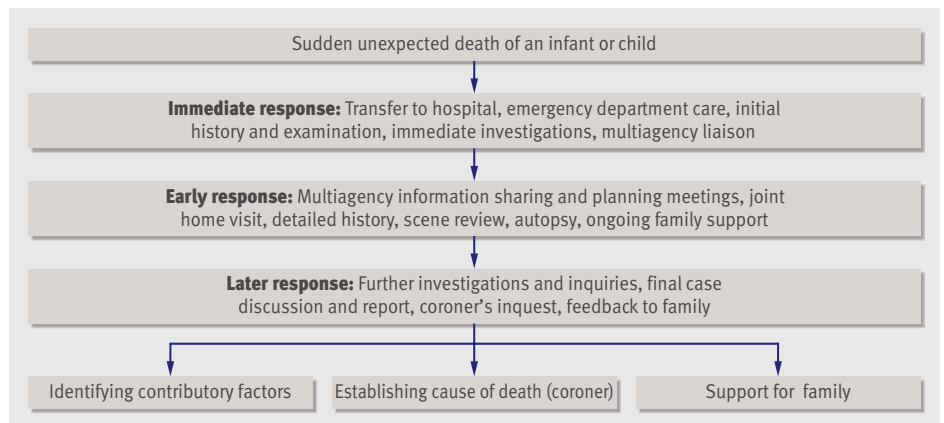 Sudden unexpected death of an infant or child
Immediate response: Transfer to hospital, emergency department care, initial
history and examination, immediate investigations, multiagency liaison
Early response: Multiagency information sharing and planning meetings, joint
home visit, detailed history, scene review, autopsy, ongoing family support
Later response: Further investigations and inquiries, final case
discussion and report, coroner's inquest, feedback to family
Identifying contributory factors
Establishing cause of death (coroner)
Support for family